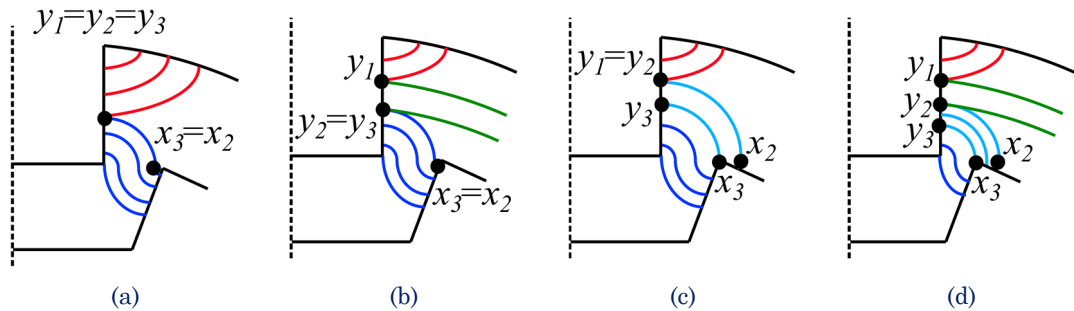 y₁=y₂=y₃
x₃=x₂
(a)
y₁
y₂=y₃
x₃=x₂
(b)
y₁=y₂
y₃
x₂
x₃
(c)
y₁
y₂
y₃
x₂
x₃
(d)